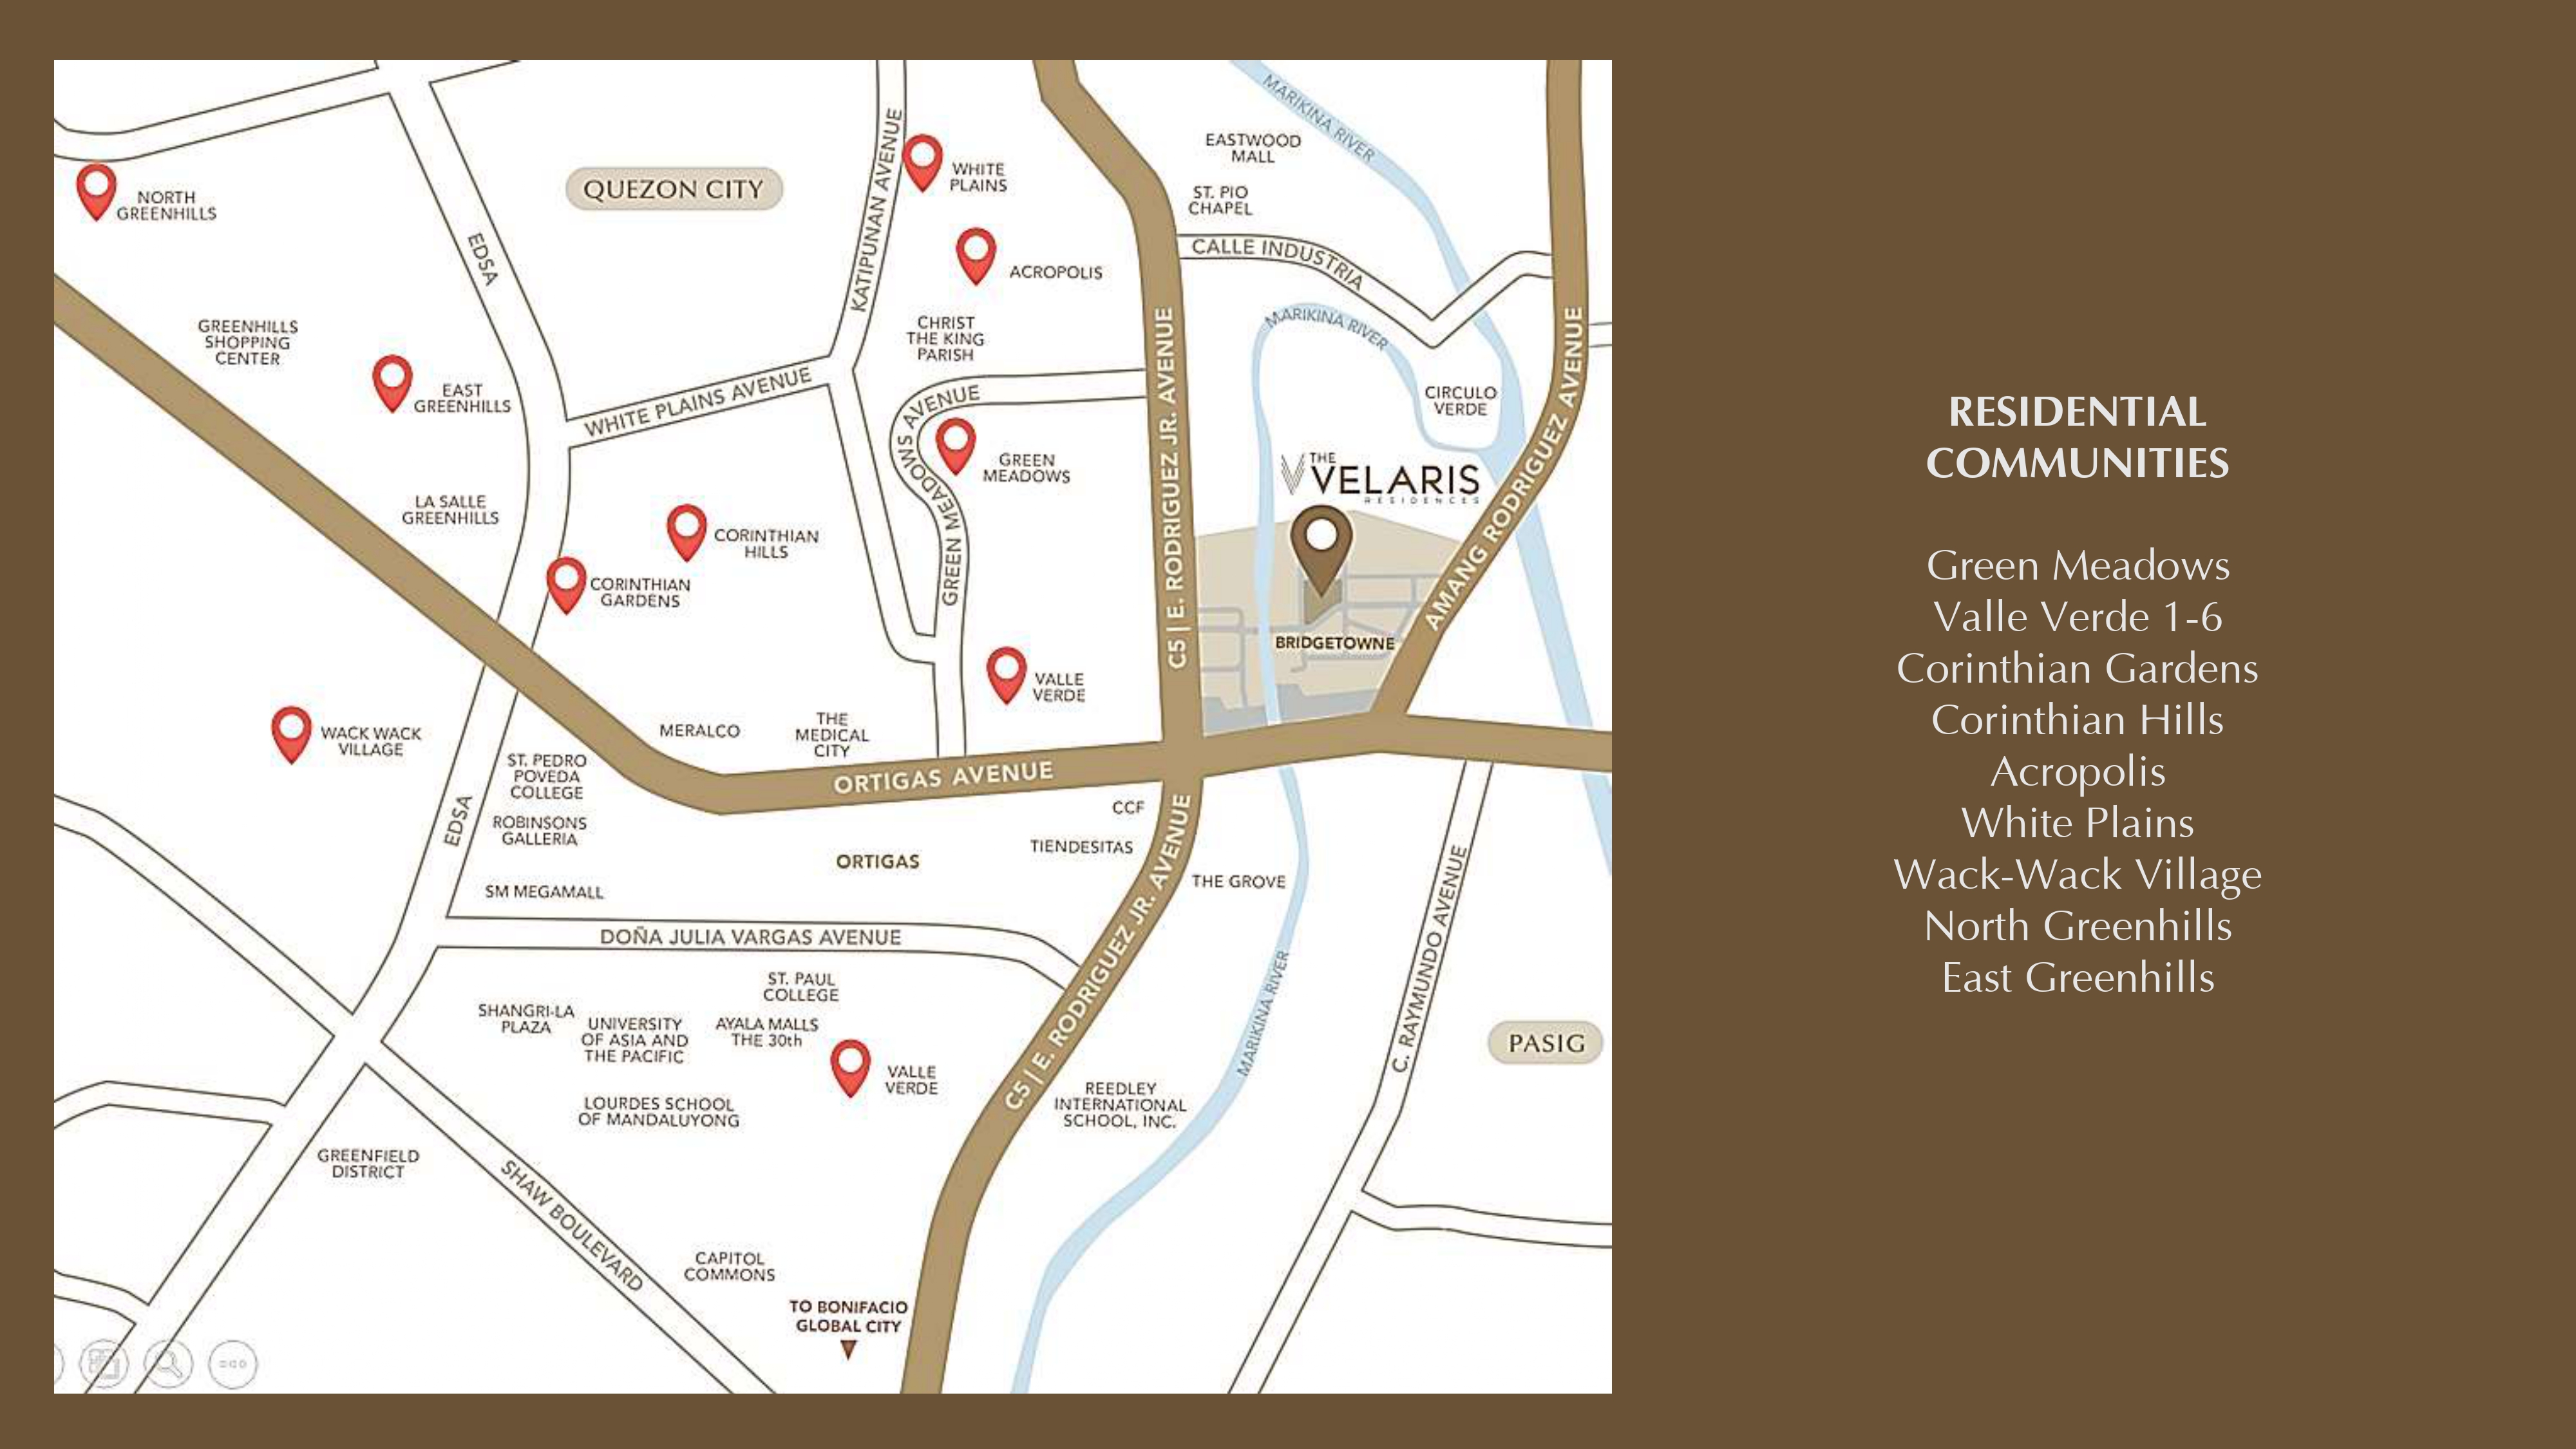 NORTH
GREENHILLS
EDSA
QUEZON CITY
KATIPUNAN AVENUE
WHITE
PLAINS
ACROPOLIS
EASTWOOD
MALL
ST. PIO
CHAPEL
MARIKINA RIVER
CALLE INDUSTRIA
GREENHILLS
SHOPPING
CENTER
EAST
GREENHILLS
WHITE PLAINS AVENUE
CHRIST
THE KING
PARISH
GREEN MEADOWS AVENUE
GREEN
MEADOWS
C5 | E. RODRIGUEZ JR. AVENUE
MARIKINA RIVER
CIRCULO
VERDE
AMANG RODRIGUEZ AVENUE
THE
VELARIS
RESIDENCES
BRIDGETOWNE
LA SALLE
GREENHILLS
CORINTHIAN
HILLS
CORINTHIAN
GARDENS
VALLE
VERDE
WACK WACK
VILLAGE
MERALCO
THE
MEDICAL
CITY
ST. PEDRO
POVEDA
COLLEGE
ORTIGAS AVENUE
EDSA
ROBINSONS
GALLERIA
CCF
TIENDESITAS
ORTIGAS
THE GROVE
SM MEGAMALL
DOÑA JULIA VARGAS AVENUE
C5 | E. RODRIGUEZ JR. AVENUE
MARIKINA RIVER
C. RAYMUNDO AVENUE
PASIG
ST. PAUL
COLLEGE
SHANGRI-LA
PLAZA
UNIVERSITY
OF ASIA AND
THE PACIFIC
AYALA MALLS
THE 30th
VALLE
VERDE
LOURDES SCHOOL
OF MANDALUYONG
REEDLEY
INTERNATIONAL
SCHOOL, INC.
GREENFIELD
DISTRICT
SHAW BOULEVARD
CAPITOL
COMMONS
TO BONIFACIO
GLOBAL CITY
RESIDENTIAL
COMMUNITIES
Green Meadows
Valle Verde 1-6
Corinthian Gardens
Corinthian Hills
Acropolis
White Plains
Wack-Wack Village
North Greenhills
East Greenhills